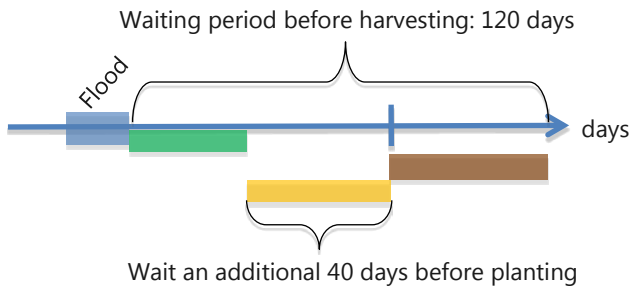 Waiting period before harvesting: 120 days
Flood
days
Wait an additional 40 days before planting